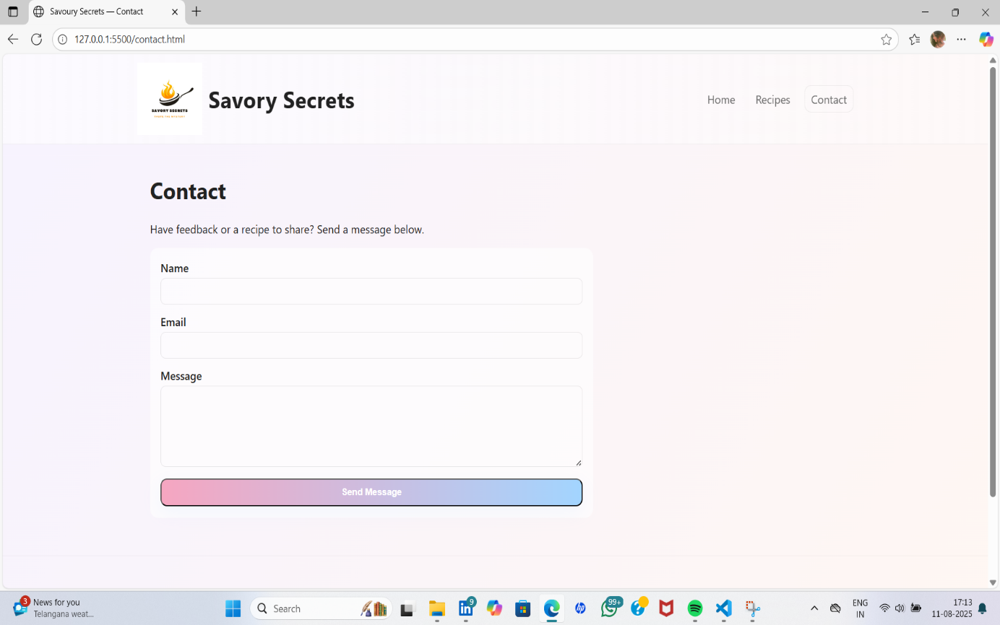 Savoury Secrets — Contact
127.0.0.1:5500/contact.html
SAVORY SECRETS
Savory Secrets
Home
Recipes
Contact
Contact
Have feedback or a recipe to share? Send a message below.
Name
Email
Message
Send Message
3
News for you
Telangana weat...
Search
9
hp
99+
?
ENG
IN
17:13
11-08-2025